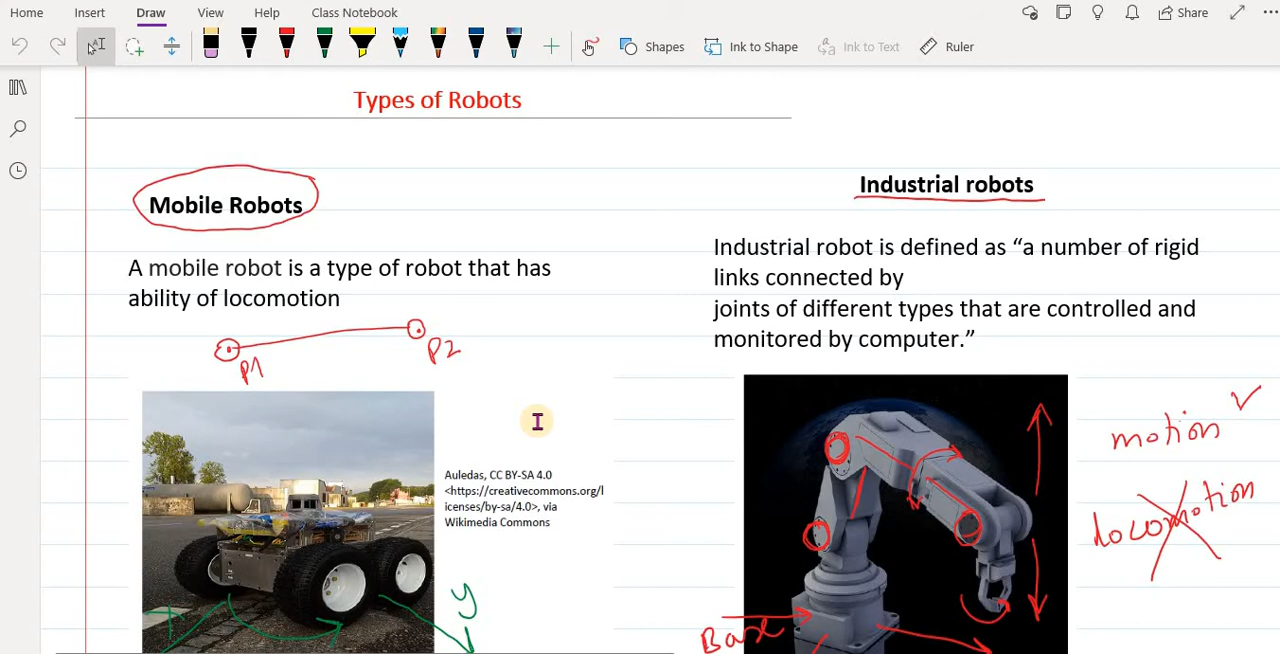 Home Insert Draw View Help Class Notebook
Share
Shapes Ink to Shape Ink to Text Ruler
Types of Robots
Mobile Robots
A mobile robot is a type of robot that has
ability of locomotion
P1
P2
Auledas, CC BY-SA 4.0
<https://creativecommons.org/l
icenses/by-sa/4.0>, via
Wikimedia Commons
x
y
Industrial robots
Industrial robot is defined as “a number of rigid
links connected by
joints of different types that are controlled and
monitored by computer.”
motion
locomotion
Base